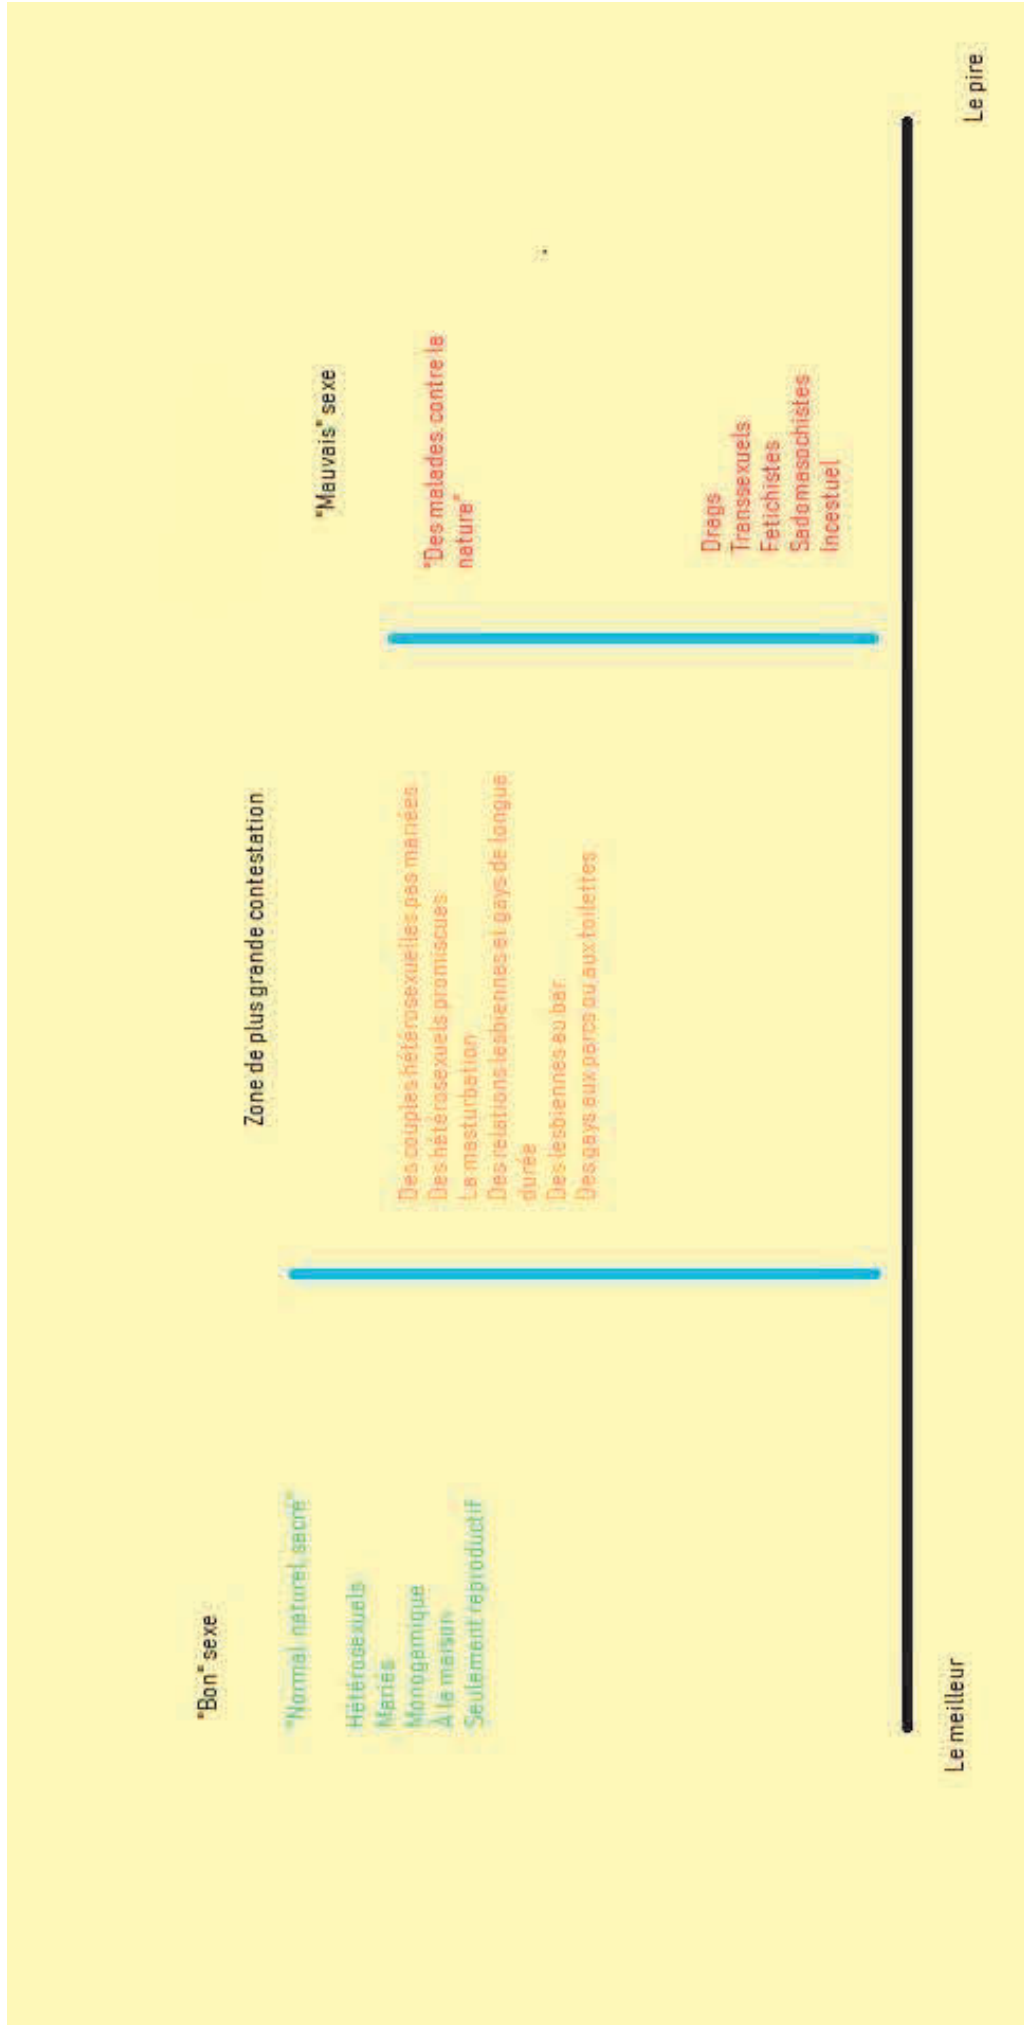 "Bon" sexe
"Normal, naturel, sacré"
Hétérosexuels
Mariés
Monogamique
À la maison
Seulement reproductif
Zone de plus grande contestation
Des couples hétérosexuelles pas mariées
Des hétérosexuels promiscues
La masturbation
Des relations lesbiennes et gays de longue
durée
Des lesbiennes au bar
Des gays aux parcs ou aux toilettes
"Mauvais" sexe
"Des malades contre la
nature"
Drags
Transsexuels
Fetichistes
Sadomasochistes
Incestuel
Le meilleur
Le pire